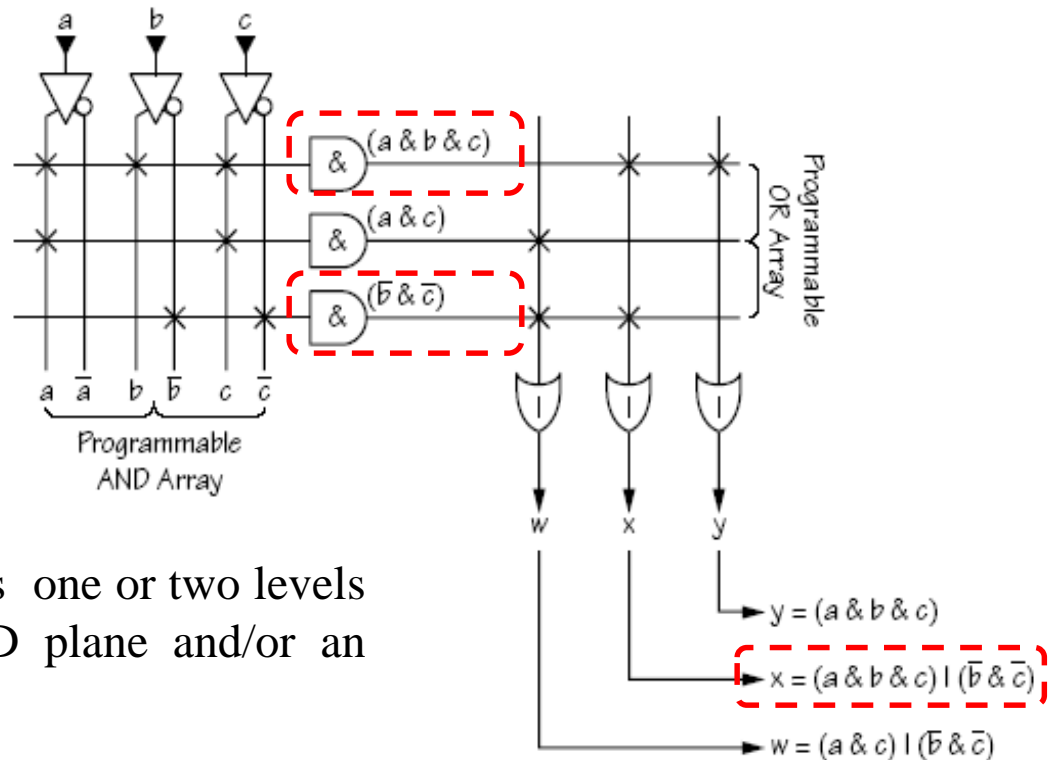 a b c
& (a & b & c)
& (a & c)
& (b̅ & c̅)
Programmable
OR Array
a a̅ b b̅ c c̅
Programmable
AND Array
| | |
w x y
s one or two levels
D plane and/or an
y = (a & b & c)
x = (a & b & c) | (b̅ & c̅)
w = (a & c) | (b̅ & c̅)